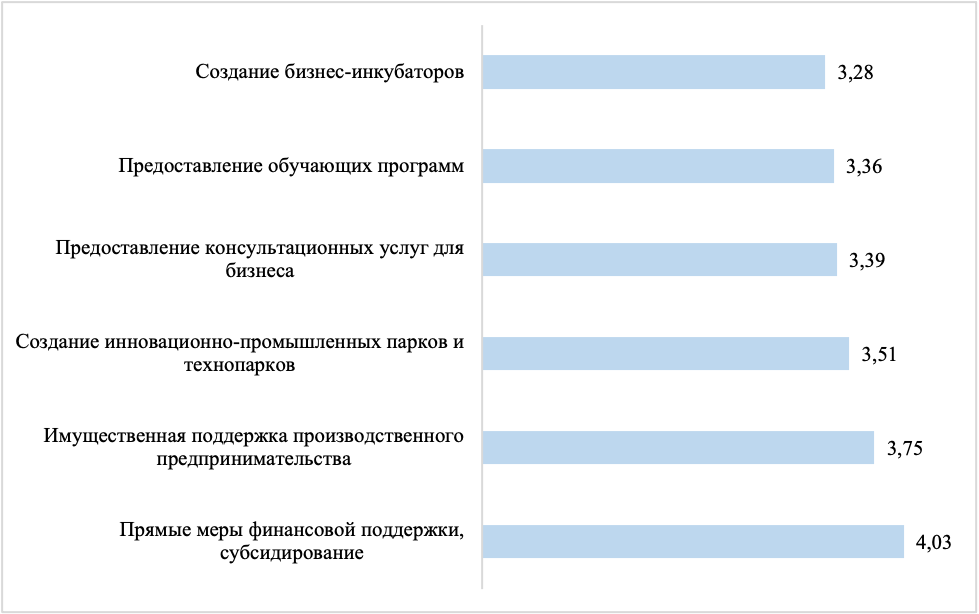 Создание бизнес-инкубаторов
3,28
Предоставление обучающих программ
3,36
Предоставление консультационных услуг для
бизнеса
3,39
Создание инновационно-промышленных парков и
технопарков
3,51
Имущественная поддержка производственного
предпринимательства
3,75
Прямые меры финансовой поддержки,
субсидирование
4,03